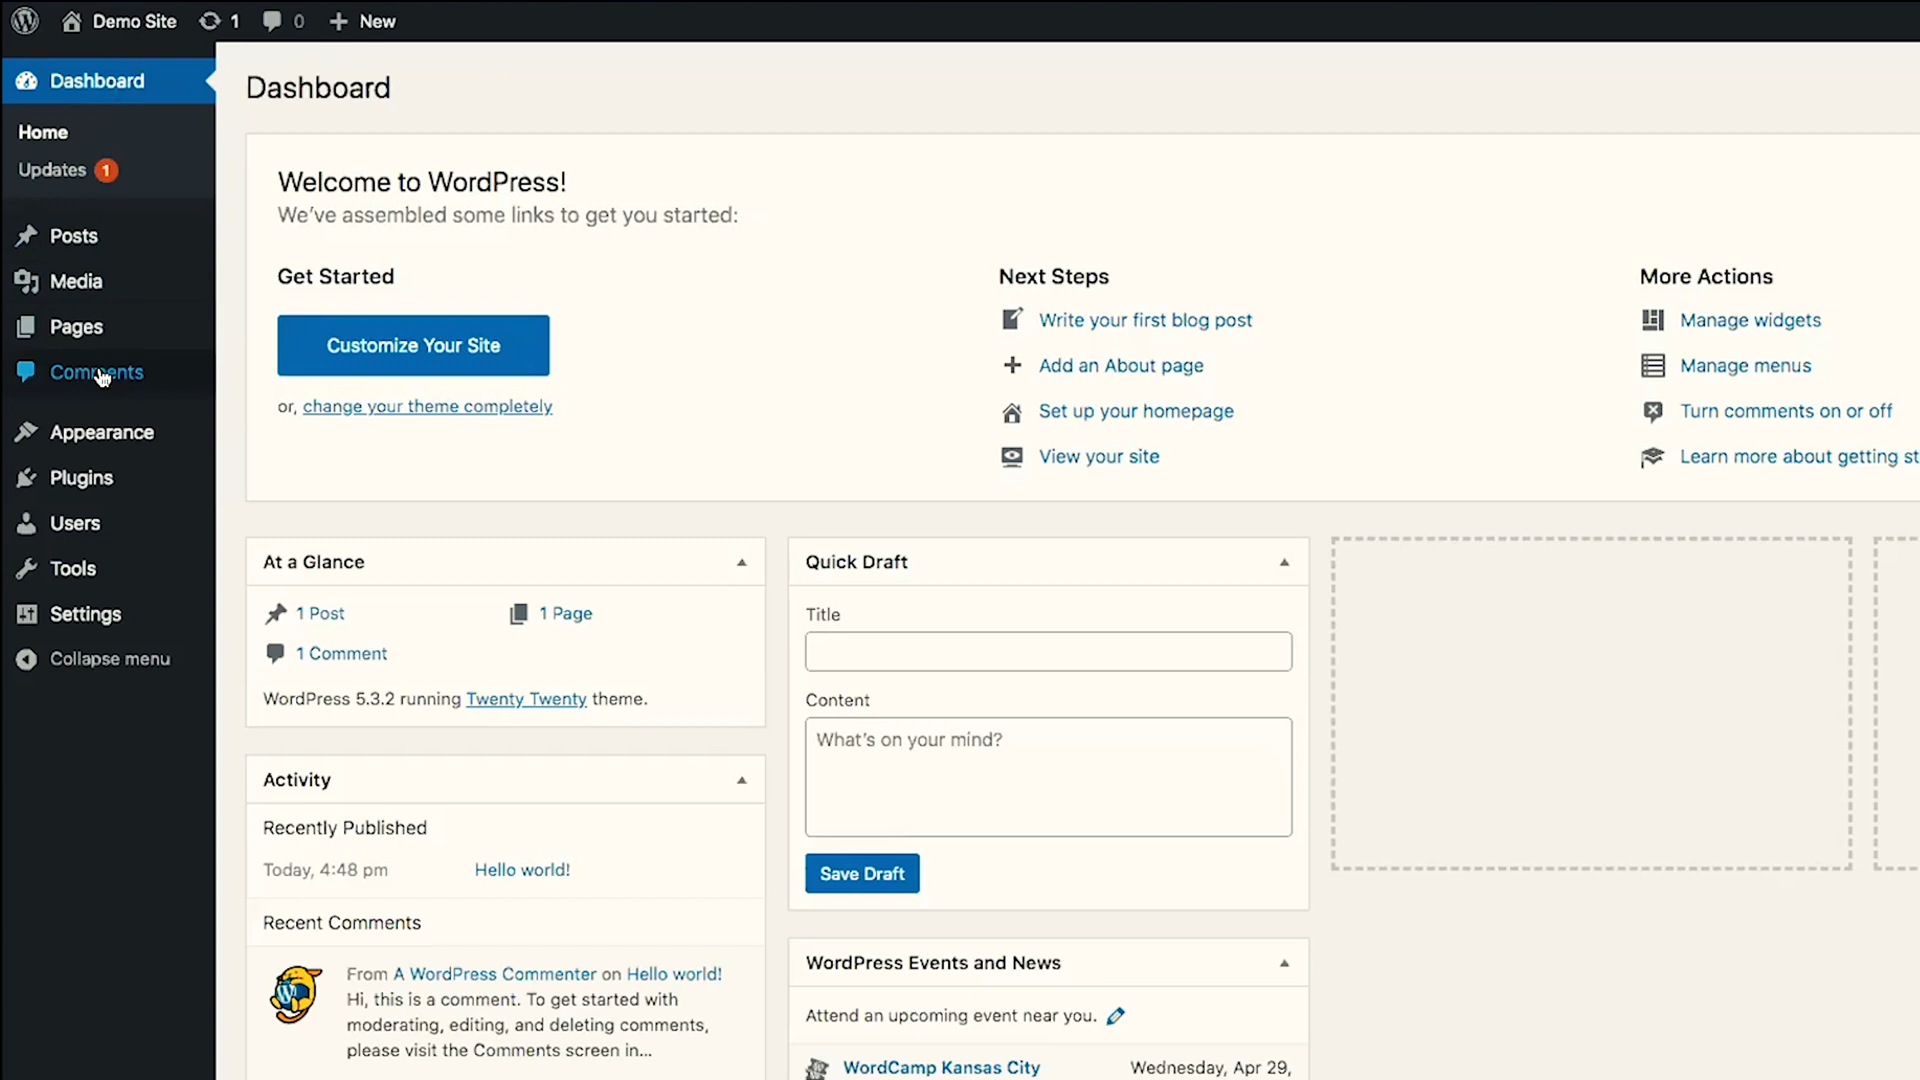 Demo Site 1 0 New
Dashboard
Home
Updates 1
Posts
Media
Pages
Comments
Appearance
Plugins
Users
Tools
Settings
Collapse menu
Dashboard
Welcome to WordPress!
We've assembled some links to get you started:
Get Started
Customize Your Site
or, change your theme completely
Next Steps
Write your first blog post
Add an About page
Set up your homepage
View your site
More Actions
Manage widgets
Manage menus
Turn comments on or off
Learn more about getting st
At a Glance
1 Post
1 Page
1 Comment
WordPress 5.3.2 running Twenty Twenty theme.
Activity
Recently Published
Today, 4:48 pm Hello world!
Recent Comments
From A WordPress Commenter on Hello world!
Hi, this is a comment. To get started with
moderating, editing, and deleting comments,
please visit the Comments screen in...
Quick Draft
Title
Content
What's on your mind?
Save Draft
WordPress Events and News
Attend an upcoming event near you.
WordCamp Kansas City Wednesday, Apr 29,